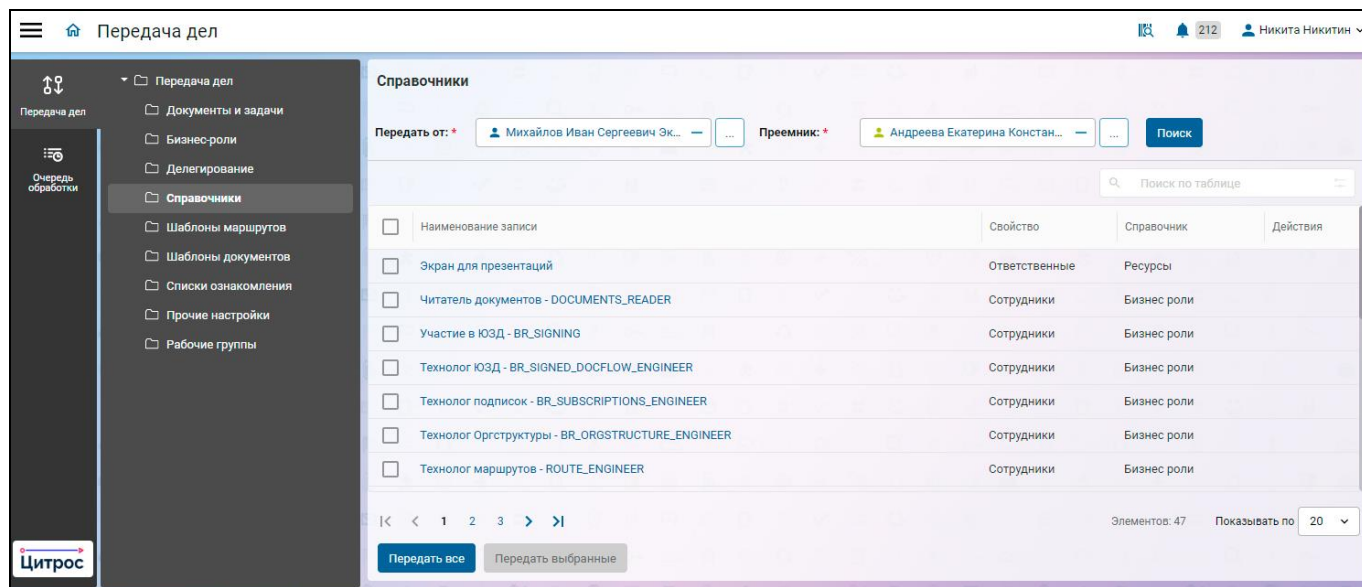 Передача дел
212
Никита Никитин
Передача дел
Очередь
обработки
Передача дел
Документы и задачи
Бизнес-роли
Делегирование
Справочники
Шаблоны маршрутов
Шаблоны документов
Списки ознакомления
Прочие настройки
Рабочие группы
Цитрос
Справочники
Передать от: * Михайлов Иван Сергеевич Эк... — ... Преемник: * Андреева Екатерина Констан... — ... Поиск
Поиск по таблице
Наименование записи Свойство Справочник Действия
Экран для презентаций Ответственные Ресурсы
Читатель документов - DOCUMENTS_READER Сотрудники Бизнес роли
Участие в ЮЗД - BR_SIGNING Сотрудники Бизнес роли
Технолог ЮЗД - BR_SIGNED_DOCFLOW_ENGINEER Сотрудники Бизнес роли
Технолог подписок - BR_SUBSCRIPTIONS_ENGINEER Сотрудники Бизнес роли
Технолог Оргструктуры - BR_ORGSTRUCTURE_ENGINEER Сотрудники Бизнес роли
Технолог маршрутов - ROUTE_ENGINEER Сотрудники Бизнес роли
1 2 3 Элементов: 47 Показывать по 20
Передать все Передать выбранные